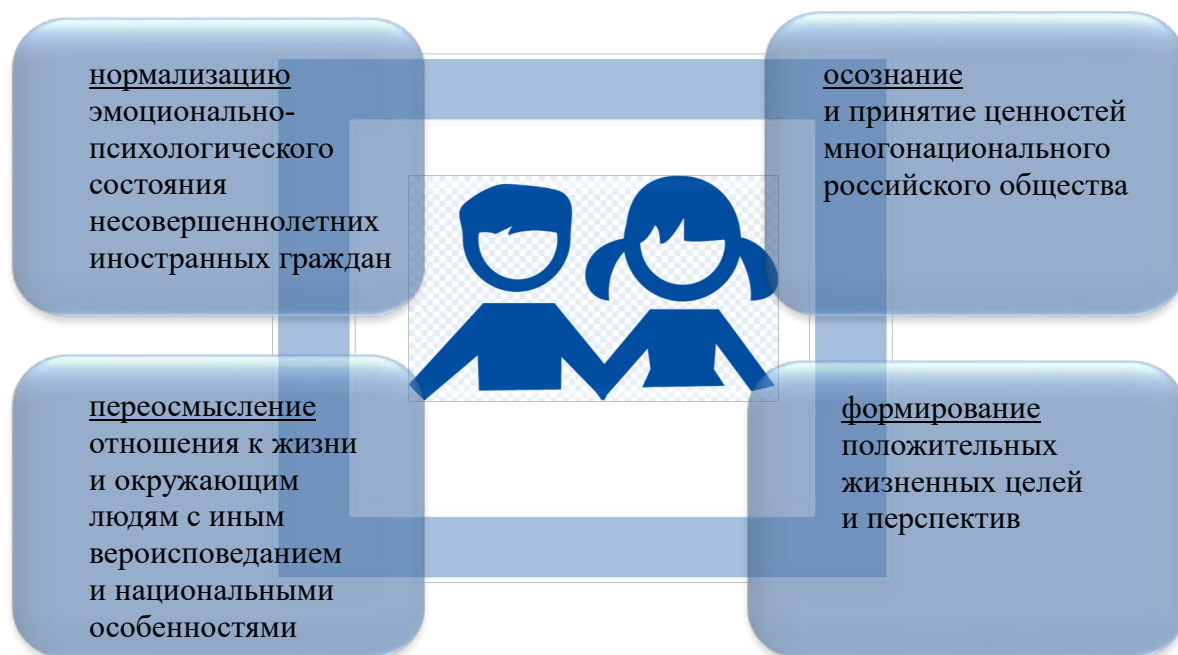 нормализацию
эмоционально-
психологического
состояния
несовершеннолетних
иностранных граждан
осознание
и принятие ценностей
многонационального
российского общества
переосмысление
отношения к жизни
и окружающим
людям с иным
вероисповеданием
и национальными
особенностями
формирование
положительных
жизненных целей
и перспектив